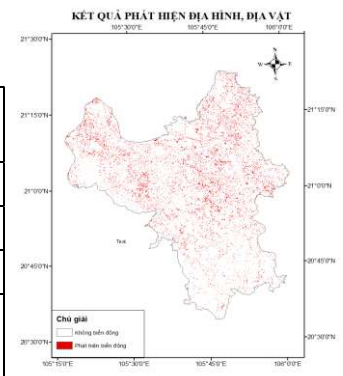 KẾT QUẢ PHÁT HIỆN ĐỊA HÌNH, ĐỊA VẬT
105°30'0"E 105°45'0"E 106°0'0"E
21°30'0"N
N
W E
S
21°15'0"N 21°15'0"N
21°0'0"N 21°0'0"N
Text
20°45'0"N 20°45'0"N
Chú giải
Không biến động
Phát hiện biến động
20°30'0"N 20°30'0"N
105°15'0"E 105°30'0"E 105°45'0"E 106°0'0"E